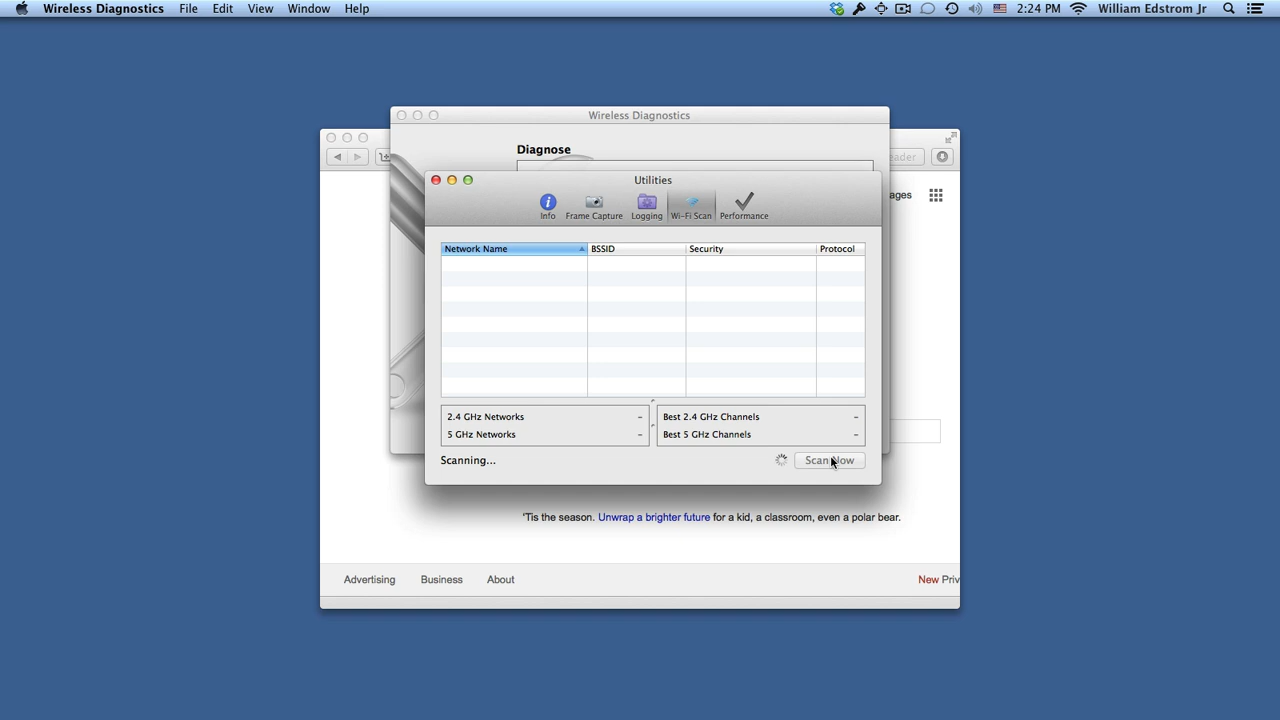 Wireless Diagnostics File Edit View Window Help 2:24 PM William Edstrom Jr
Wireless Diagnostics
Diagnose
eader
Utilities
ages
Info Frame Capture Logging Wi-Fi Scan Performance
Network Name BSSID Security Protocol
2.4 GHz Networks – Best 2.4 GHz Channels –
5 GHz Networks – Best 5 GHz Channels –
Scanning... Scan Now
'Tis the season. Unwrap a brighter future for a kid, a classroom, even a polar bear.
Advertising Business About New Priv